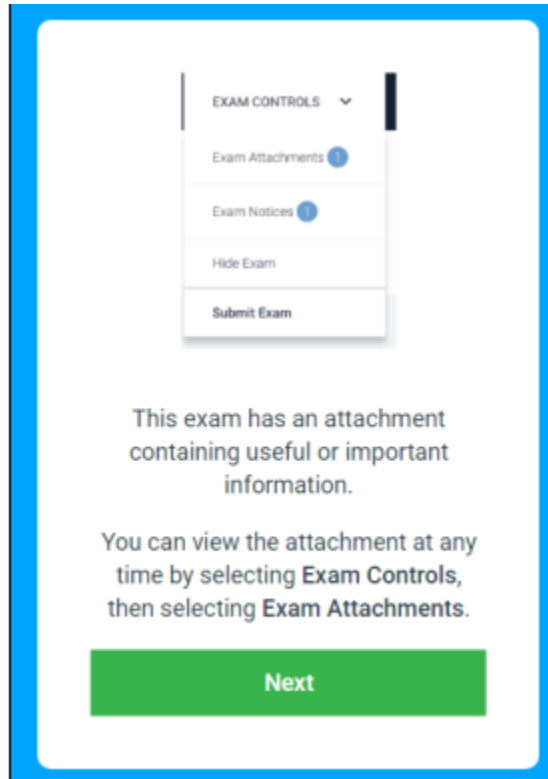 EXAM CONTROLS
Exam Attachments 1
Exam Notices 1
Hide Exam
Submit Exam
This exam has an attachment
containing useful or important
information.
You can view the attachment at any
time by selecting Exam Controls,
then selecting Exam Attachments.
Next